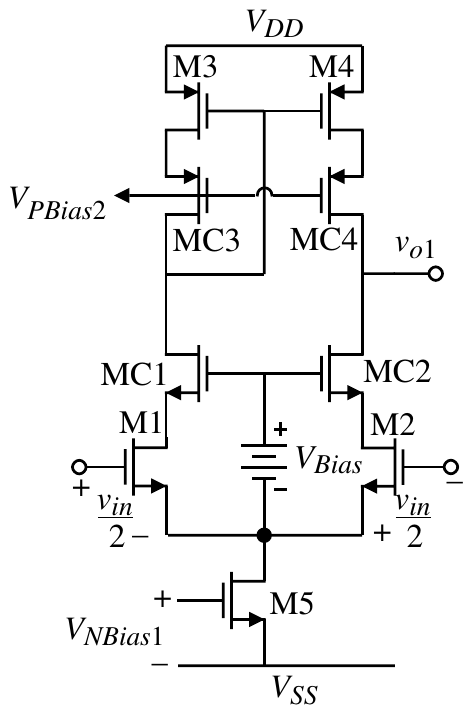 V_DD
M3 M4
V_PBias2
MC3 MC4
v_o1
MC1 MC2
M1 M2
+
V_Bias
-
+ -
v_in
2 -
+ v_in
2
+
M5
V_NBias1
-
V_SS